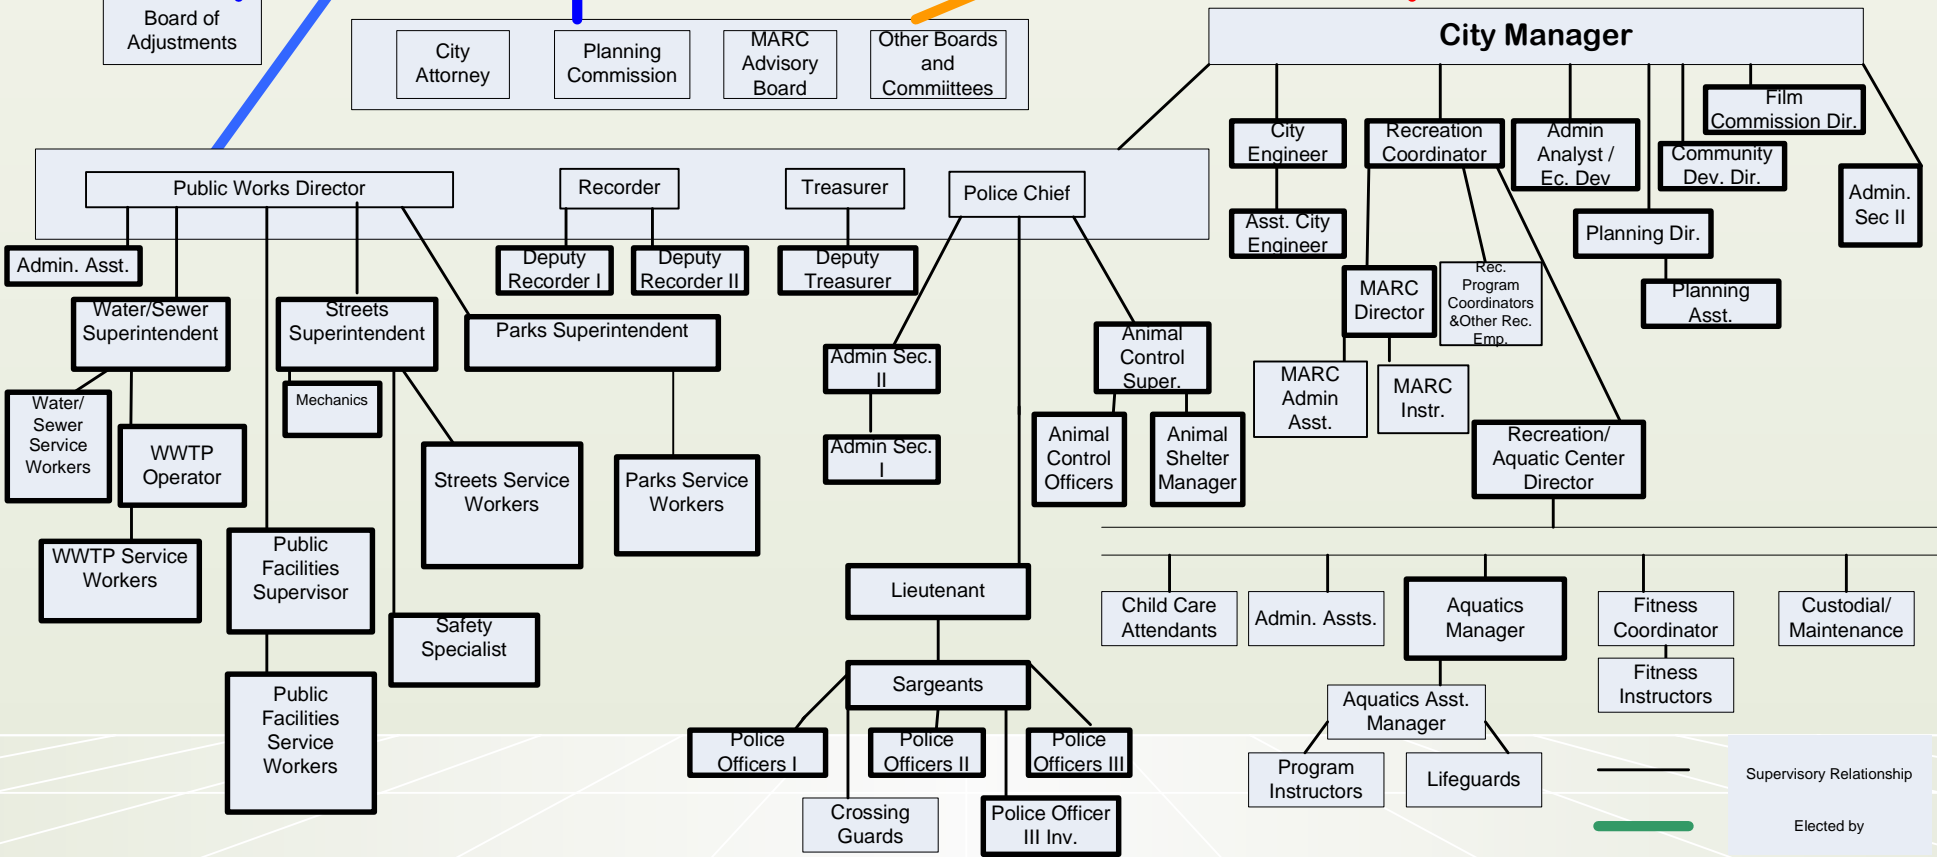 Board of
Adjustments
City
Attorney
Planning
Commission
MARC
Advisory
Board
Other Boards
and
Commiittees
City Manager
Film
Commission Dir.
City
Engineer
Recreation
Coordinator
Admin
Analyst /
Ec. Dev
Community
Dev. Dir.
Admin.
Sec II
Public Works Director
Recorder
Treasurer
Police Chief
Asst. City
Engineer
Planning Dir.
Admin. Asst.
Deputy
Recorder I
Deputy
Recorder II
Deputy
Treasurer
MARC
Director
Rec.
Program
Coordinators
&Other Rec.
Emp.
Planning
Asst.
Water/Sewer
Superintendent
Streets
Superintendent
Parks Superintendent
Admin Sec.
II
Animal
Control
Super.
MARC
Admin
Asst.
MARC
Instr.
Water/
Sewer
Service
Workers
Mechanics
WWTP
Operator
Streets Service
Workers
Parks Service
Workers
Admin Sec.
I
Animal
Control
Officers
Animal
Shelter
Manager
Recreation/
Aquatic Center
Director
WWTP Service
Workers
Public
Facilities
Supervisor
Safety
Specialist
Lieutenant
Child Care
Attendants
Admin. Assts.
Aquatics
Manager
Fitness
Coordinator
Custodial/
Maintenance
Fitness
Instructors
Public
Facilities
Service
Workers
Sargeants
Aquatics Asst.
Manager
Police
Officers I
Police
Officers II
Police
Officers III
Program
Instructors
Lifeguards
Crossing
Guards
Police Officer
III Inv.
Supervisory Relationship
Elected by